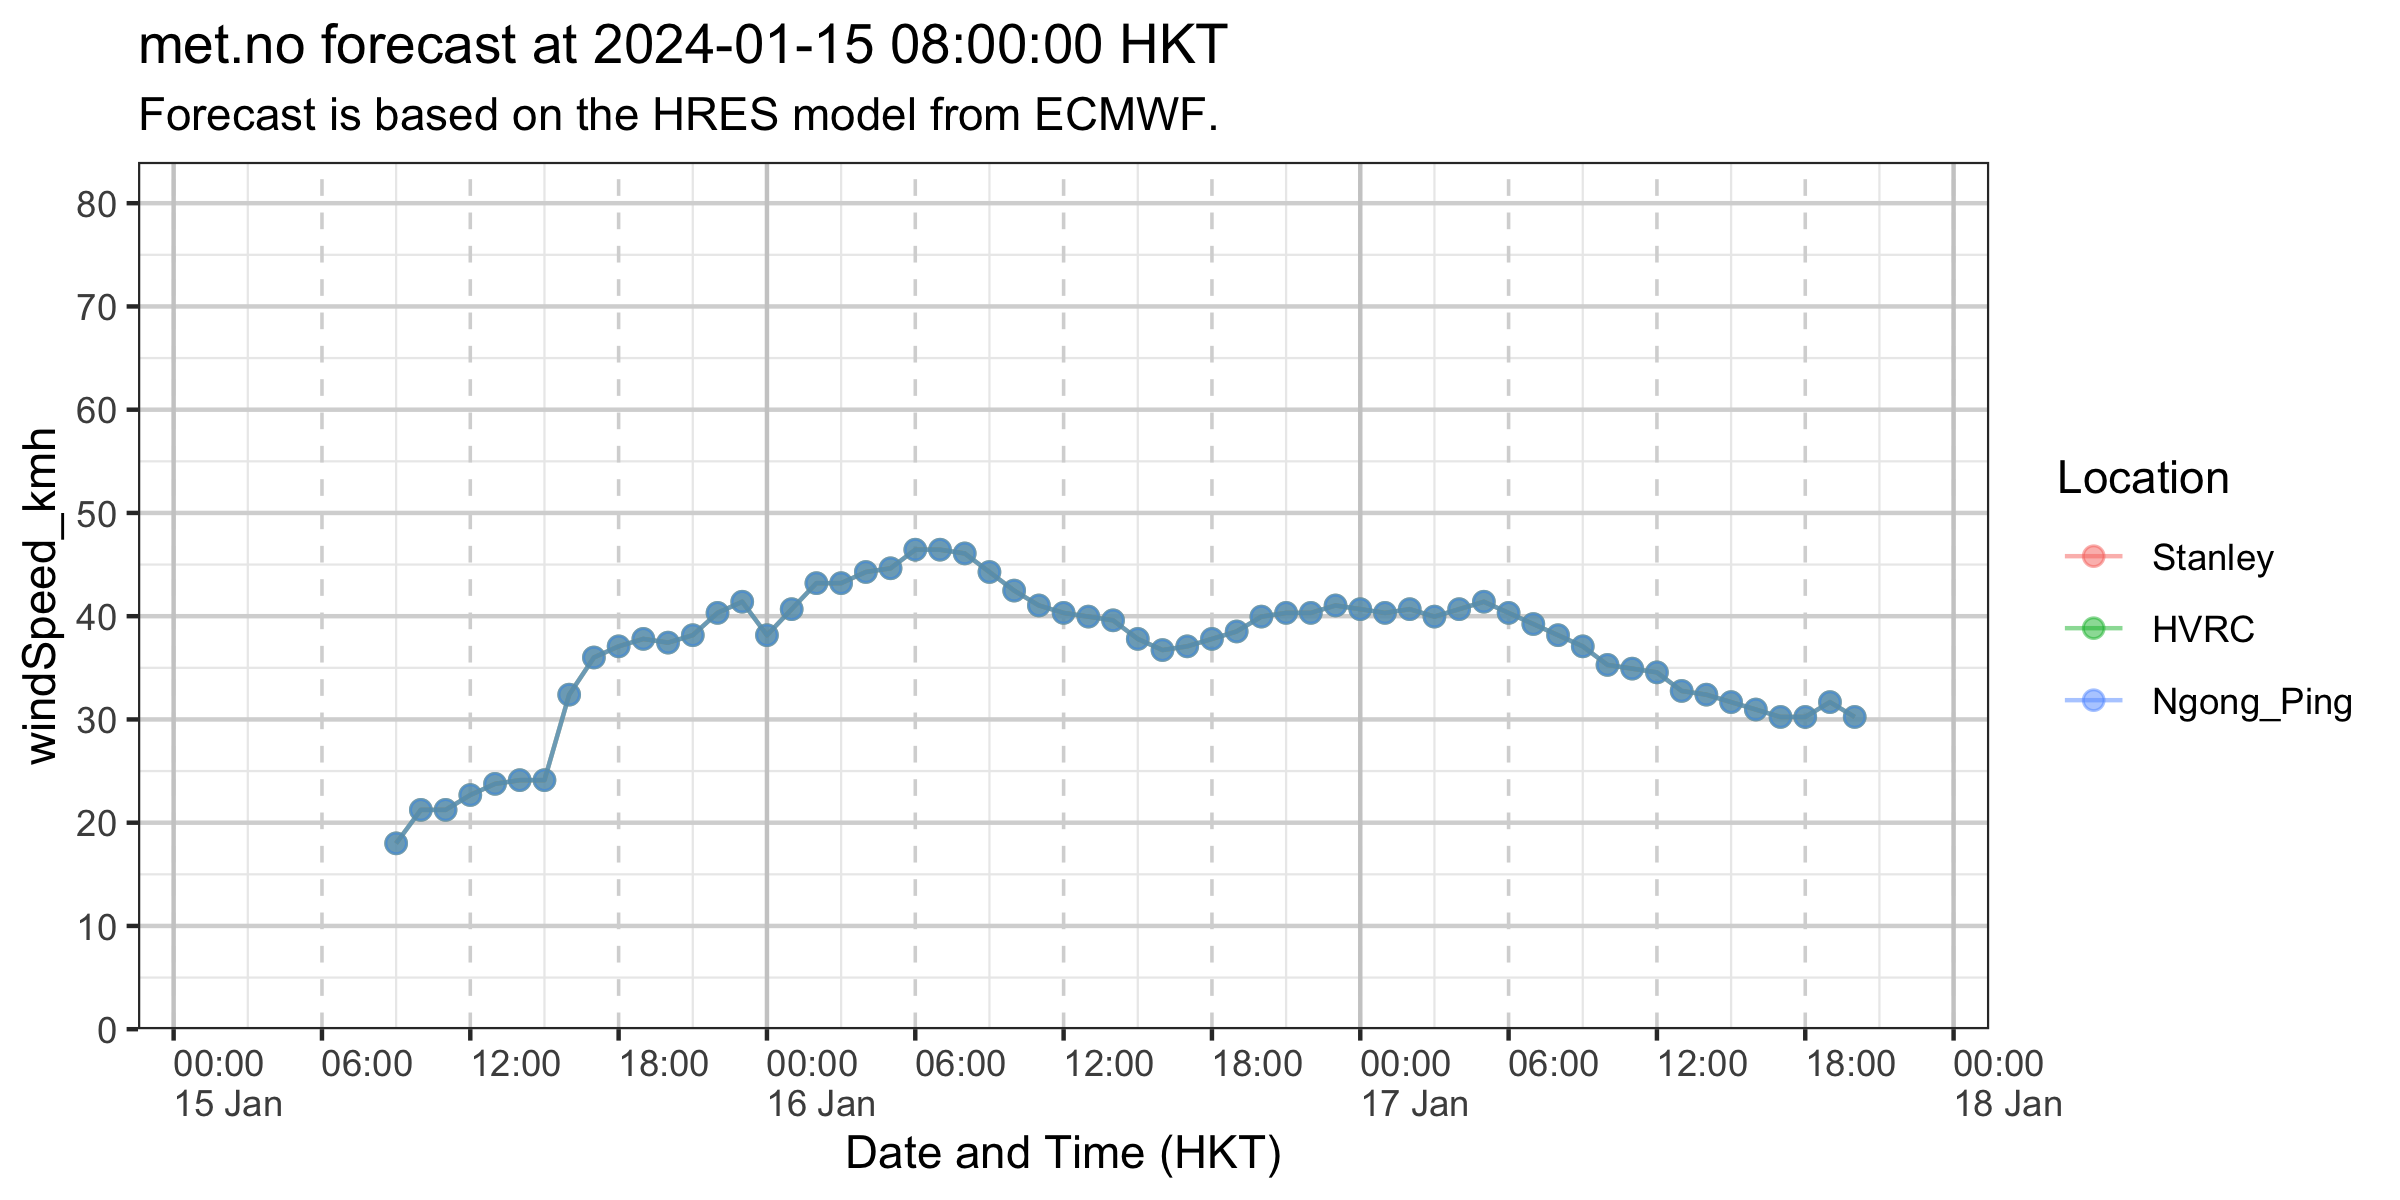 met.no forecast at 2024-01-15 08:00:00 HKT
Forecast is based on the HRES model from ECMWF.
windSpeed_kmh
80
70
60
50
40
30
20
10
0
00:00 06:00 12:00 18:00 00:00 06:00 12:00 18:00 00:00 06:00 12:00 18:00 00:00
15 Jan 16 Jan 17 Jan 18 Jan
Date and Time (HKT)
Location
Stanley
HVRC
Ngong_Ping